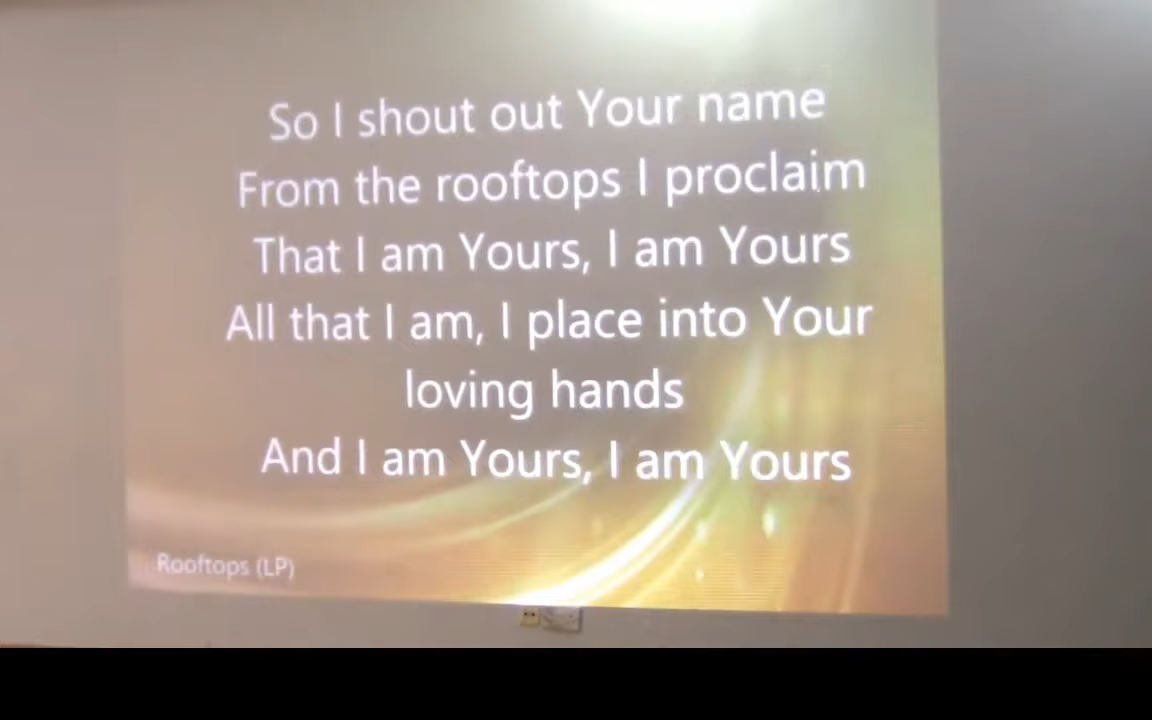 So I shout out Your name
From the rooftops I proclaim
That I am Yours, I am Yours
All that I am, I place into Your
loving hands
And I am Yours, I am Yours
Rooftops (LP)